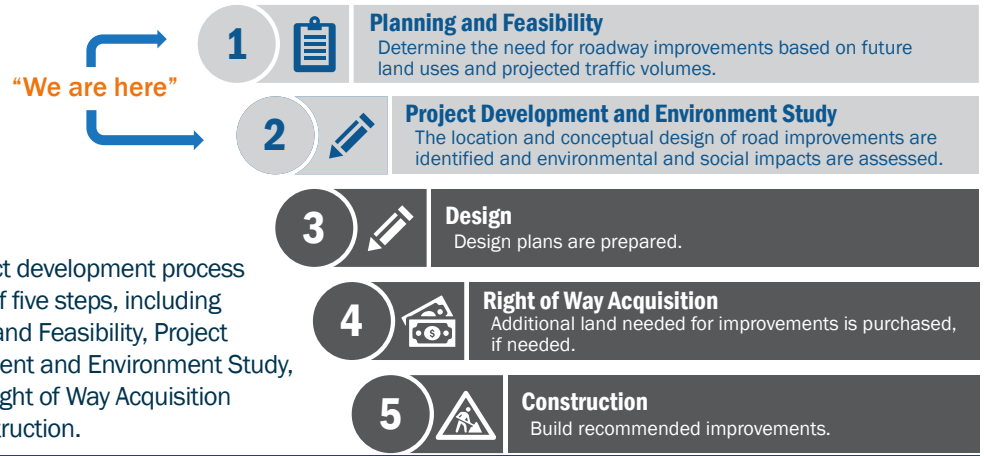 1
Planning and Feasibility
Determine the need for roadway improvements based on future
land uses and projected traffic volumes.
“We are here”
2
Project Development and Environment Study
The location and conceptual design of road improvements are
identified and environmental and social impacts are assessed.
3
Design
Design plans are prepared.
4
Right of Way Acquisition
Additional land needed for improvements is purchased,
if needed.
5
Construction
Build recommended improvements.
development process
five steps, including
and Feasibility, Project
and Environment Study,
of Way Acquisition